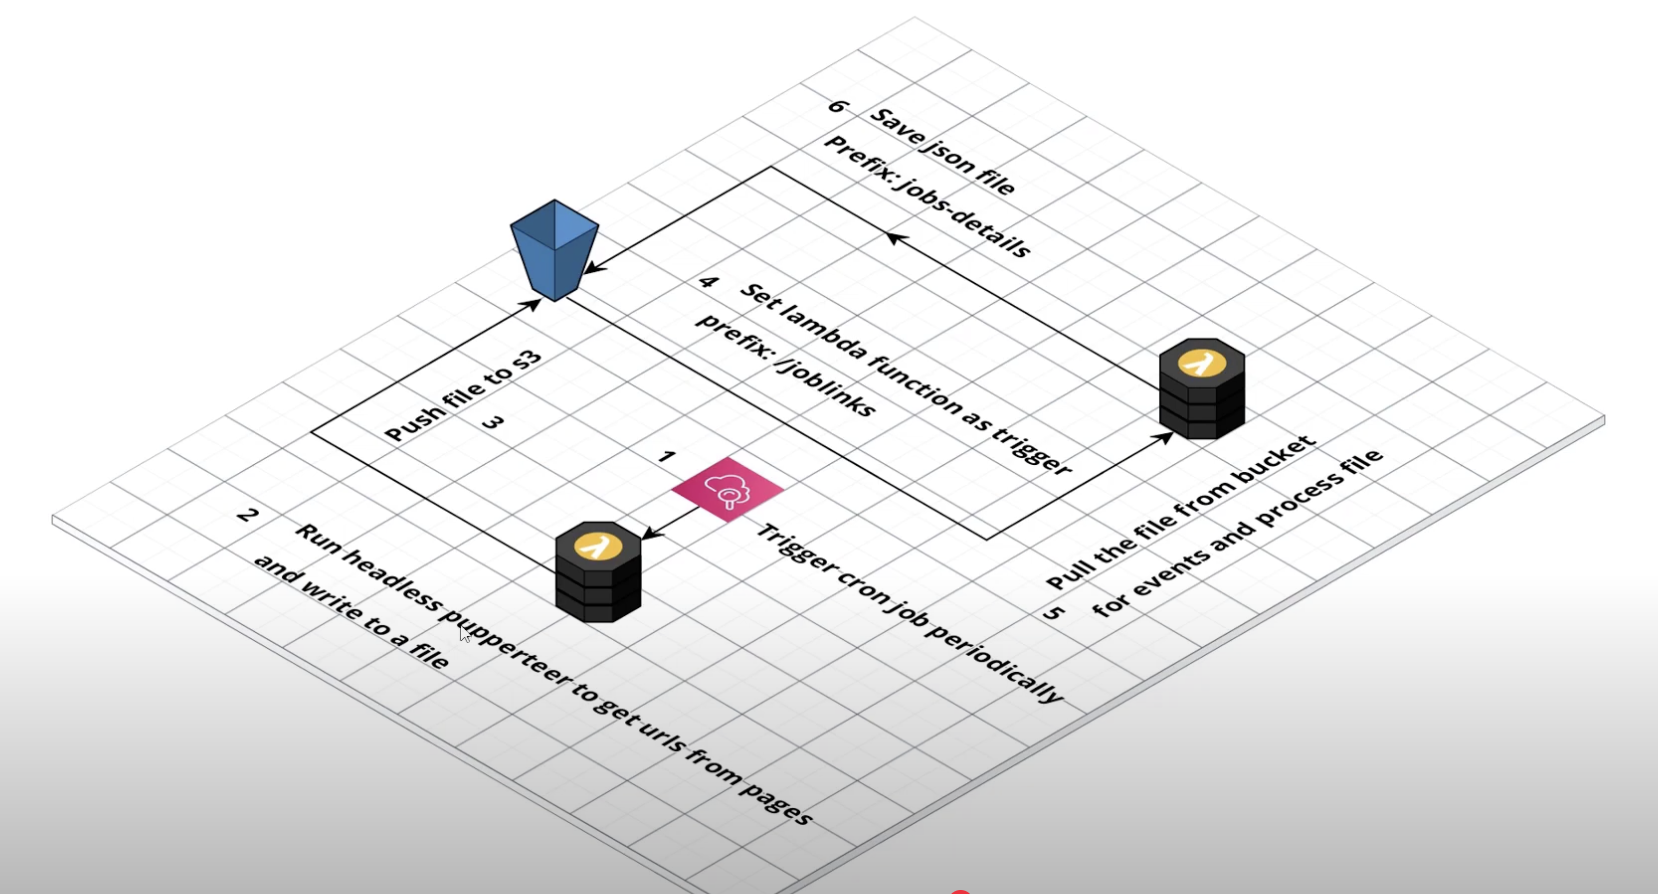 6 Save json file
Prefix: jobs-details
4 Set lambda function as trigger
prefix: /joblinks
Push file to s3
3
1
Trigger cron job periodically
2 Run headless pupperteer to get urls from pages
and write to a file
Pull the file from bucket
5 for events and process file